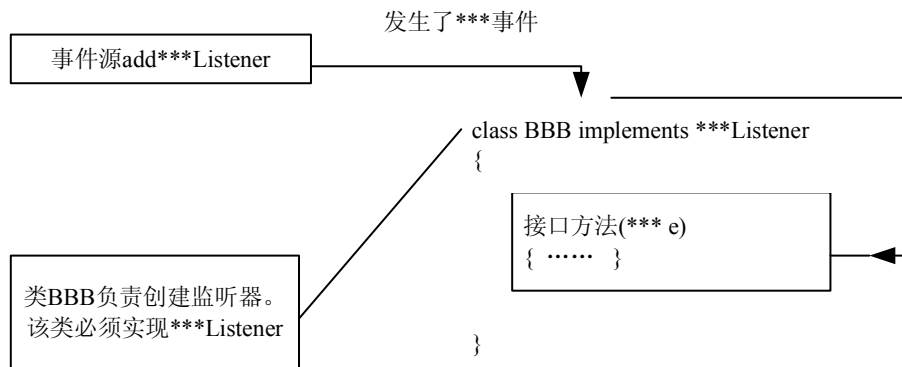 发生了***事件
事件源add***Listener
class BBB implements ***Listener
{
接口方法(*** e)
{ …… }
类BBB负责创建监听器。
该类必须实现***Listener
}